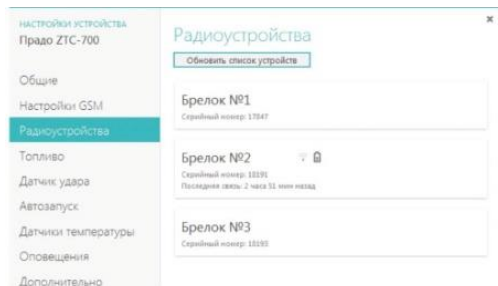 НАСТРОЙКИ УСТРОЙСТВА
Прадо ZTC-700
Общие
Настройки GSM
Радиоустройства
Топливо
Датчик удара
Автозапуск
Датчики температуры
Оповещения
Дополнительно
Радиоустройства
Обновить список устройств
Брелок №1
Серийный номер: 17847
Брелок №2
Серийный номер: 10191
Последняя связь: 2 часа 51 мин назад
Брелок №3
Серийный номер: 10195